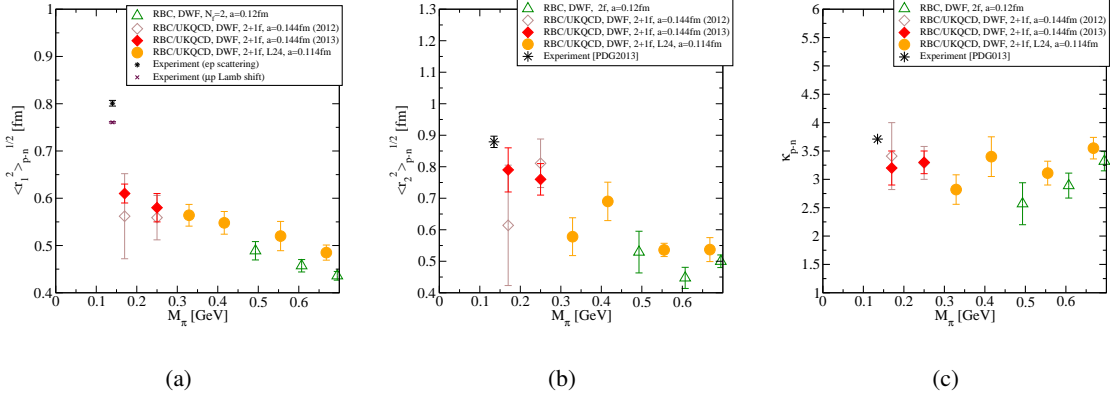 RBC, DWF, N_f=2, a=0.12fm
RBC/UKQCD, DWF, 2+1f, a=0.144fm (2012)
RBC/UKQCD, DWF, 2+1f, a=0.144fm (2013)
RBC/UKQCD, DWF, 2+1f, L24, a=0.114fm
Experiment (ep scattering)
Experiment (μp Lamb shift)
<r_1^2>_{p-n}^{1/2} [fm]
1
0.9
0.8
0.7
0.6
0.5
0.4
0 0.1 0.2 0.3 0.4 0.5 0.6
M_π [GeV]
(a)
RBC, DWF, 2f, a=0.12fm
RBC/UKQCD, DWF, 2+1f, a=0.144fm (2012)
RBC/UKQCD, DWF, 2+1f, a=0.144fm (2013)
RBC/UKQCD, DWF, 2+1f, L24, a=0.114fm
Experiment [PDG2013]
<r_2^2>_{p-n}^{1/2} [fm]
1.3
1.2
1.1
1
0.9
0.8
0.7
0.6
0.5
0.4
0 0.1 0.2 0.3 0.4 0.5 0.6
M_π [GeV]
(b)
RBC, DWF, 2f, a=0.12fm
RBC/UKQCD, DWF, 2+1f, a=0.144fm (2012)
RBC/UKQCD, DWF, 2+1f, a=0.144fm (2013)
RBC/UKQCD, DWF, 2+1f, L24, a=0.114fm
Experiment [PDG013]
κ_{p-n}
6
5.5
5
4.5
4
3.5
3
2.5
2
1.5
1
0 0.1 0.2 0.3 0.4 0.5 0.6
M_π [GeV]
(c)